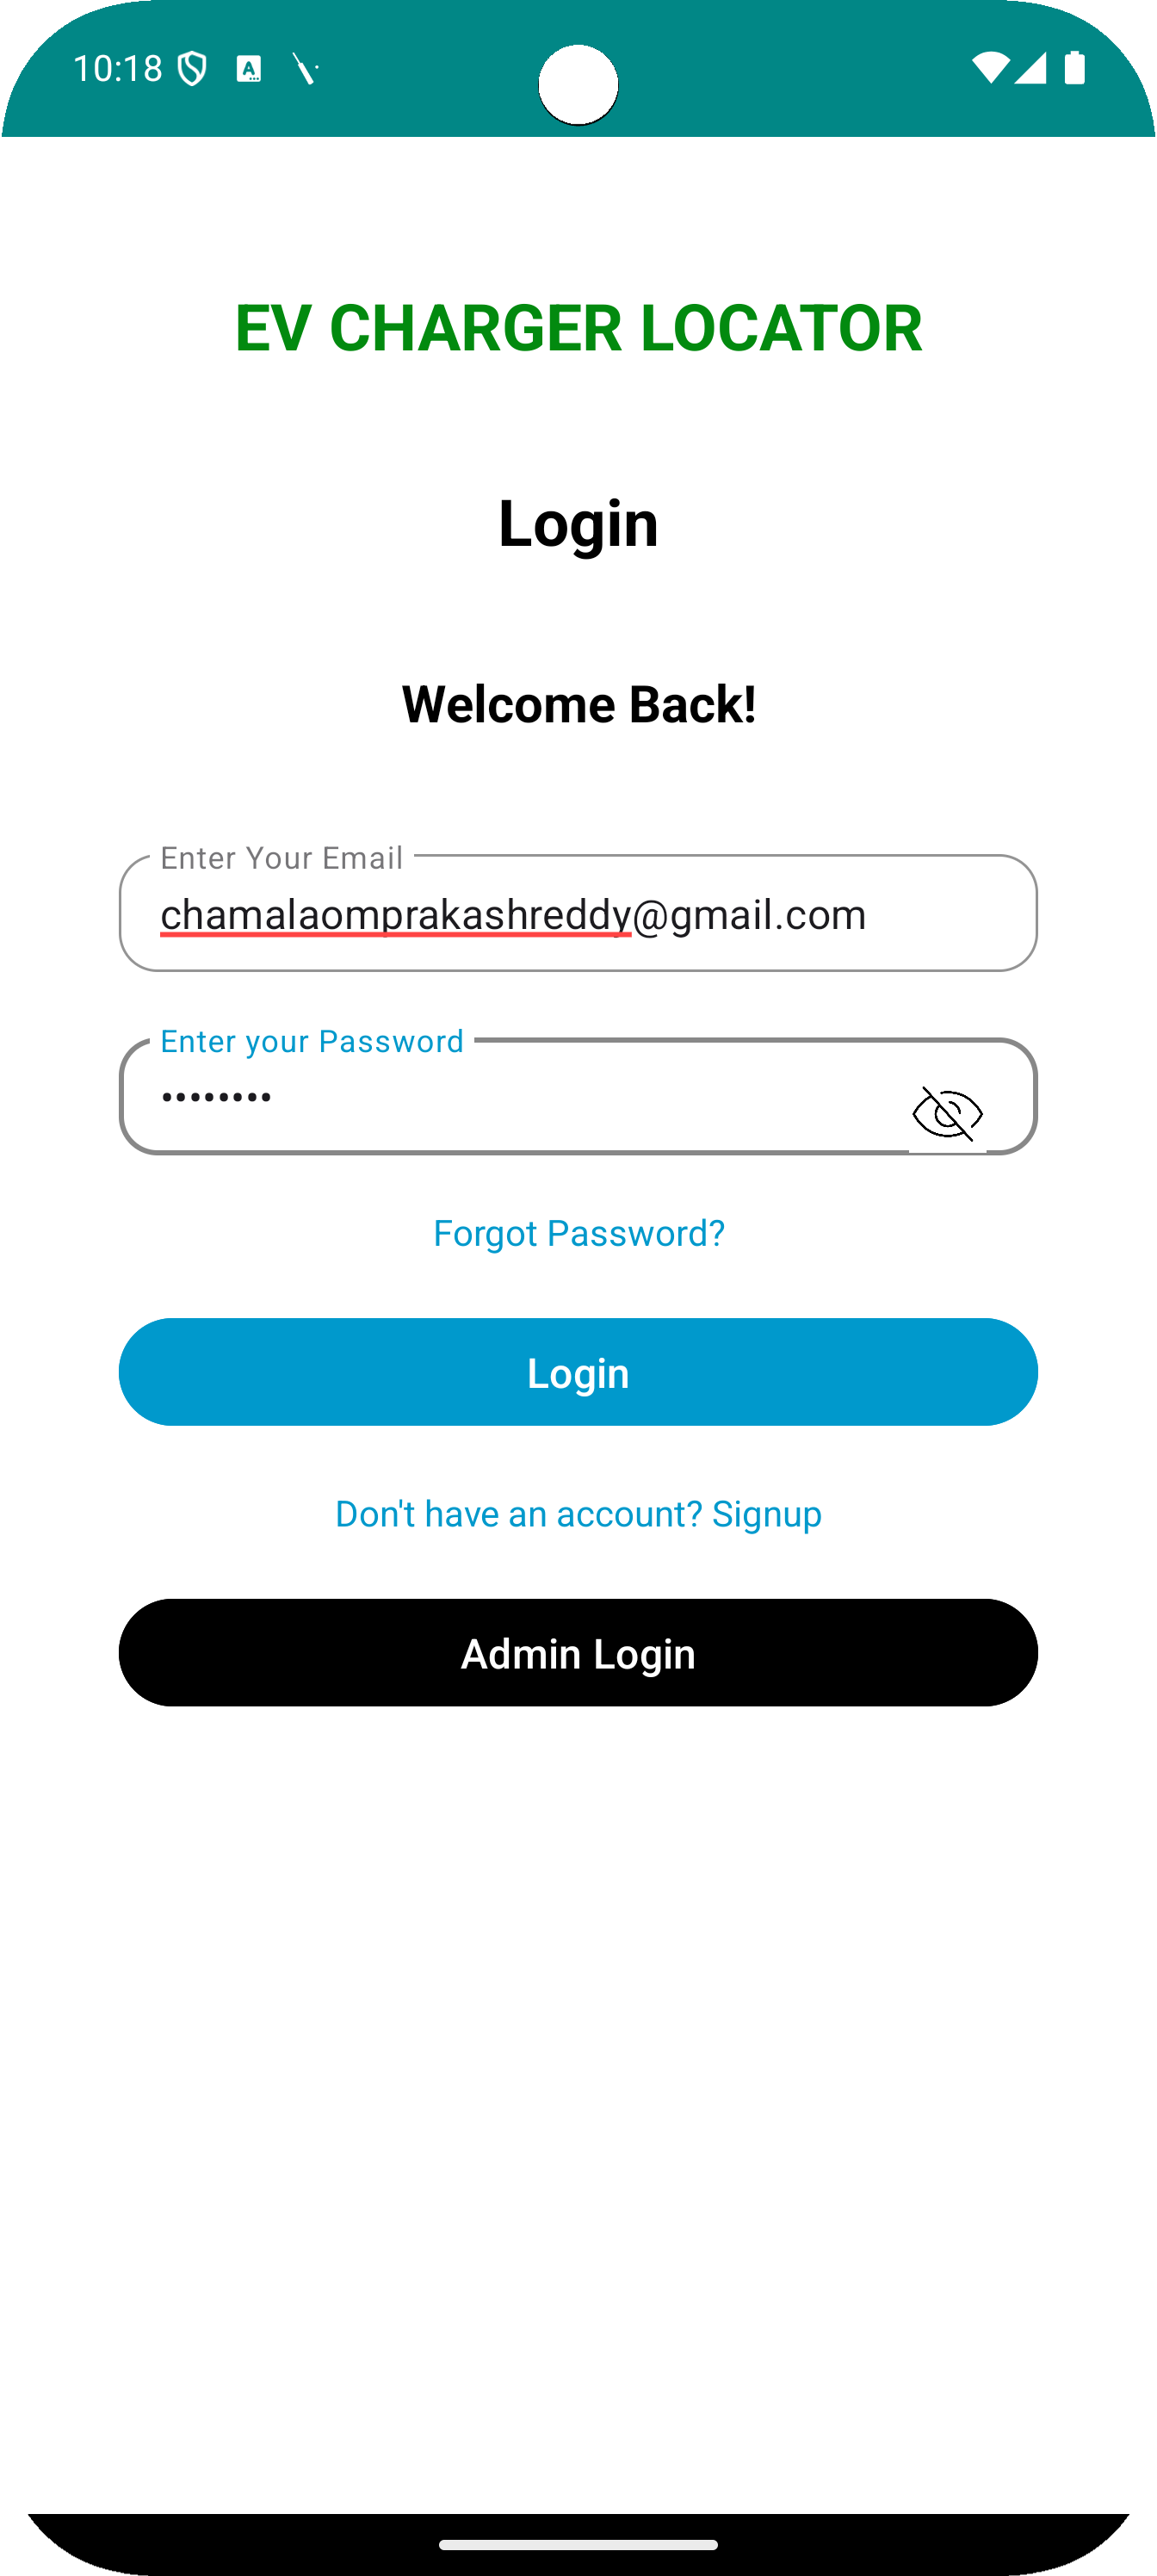 10:18
EV CHARGER LOCATOR
Login
Welcome Back!
Enter Your Email
chamalaomprakashreddy@gmail.com
Enter your Password
••••••••
Forgot Password?
Login
Don't have an account? Signup
Admin Login